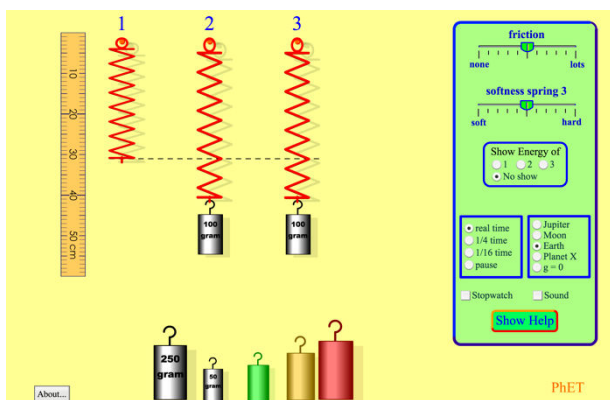 1 2 3
10
20
30
40
50 cm
100
gram
100
gram
250
gram
50
gram
friction
none lots
softness spring 3
soft hard
Show Energy of
1 2 3
No show
real time
1/4 time
1/16 time
pause
Jupiter
Moon
Earth
Planet X
g = 0
Stopwatch Sound
Show Help
About...
PhET